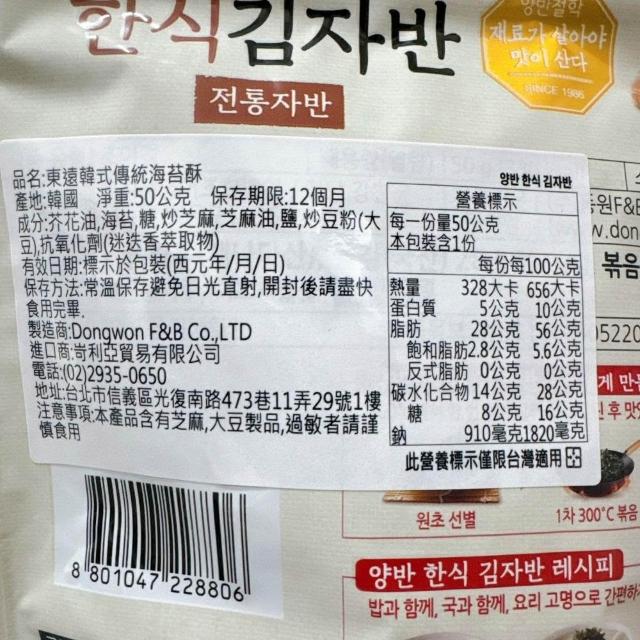 한식김자반
양반철학
재료가 살아야
맛이 산다
SINCE 1986
전통자반
品名:東遠韓式傳統海苔酥
產地:韓國 淨重:50公克 保存期限:12個月
成分:芥花油,海苔,糖,炒芝麻,芝麻油,鹽,炒豆粉(大
豆),抗氧化劑(迷迭香萃取物)
有效日期:標示於包裝(西元年/月/日)
保存方法:常溫保存避免日光直射,開封後請盡快
食用完畢.
製造商:Dongwon F&B Co.,LTD
進口商:岢利亞貿易有限公司
電話:(02)2935-0650
地址:台北市信義區光復南路473巷11弄29號1樓
注意事項:本產品含有芝麻,大豆製品,過敏者請謹
慎食用
양반 한식 김자반
營養標示
每一份量50公克
本包裝含1份
每份 每100公克
熱量 328大卡 656大卡
蛋白質 5公克 10公克
脂肪 28公克 56公克
飽和脂肪 2.8公克 5.6公克
反式脂肪 0公克 0公克
碳水化合物 14公克 28公克
糖 8公克 16公克
鈉 910毫克 1820毫克
此營養標示僅限台灣適用
동원F&B
볶음
05220
8 801047 228806
원초 선별
1차 300°C 볶음
양반 한식 김자반 레시피
밥과 함께, 국과 함께, 요리 고명으로 간편하